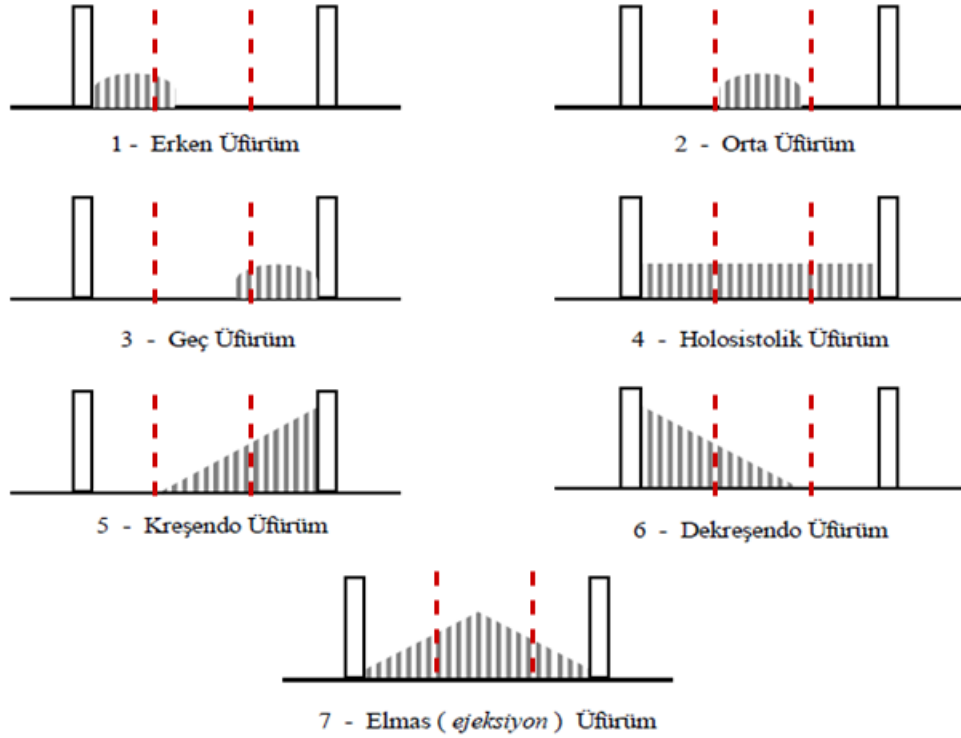 1 - Erken Üfürüm
2 - Orta Üfürüm
3 - Geç Üfürüm
4 - Holosistolik Üfürüm
5 - Kreşendo Üfürüm
6 - Dekreşendo Üfürüm
7 - Elmas ( ejeksiyon ) Üfürüm